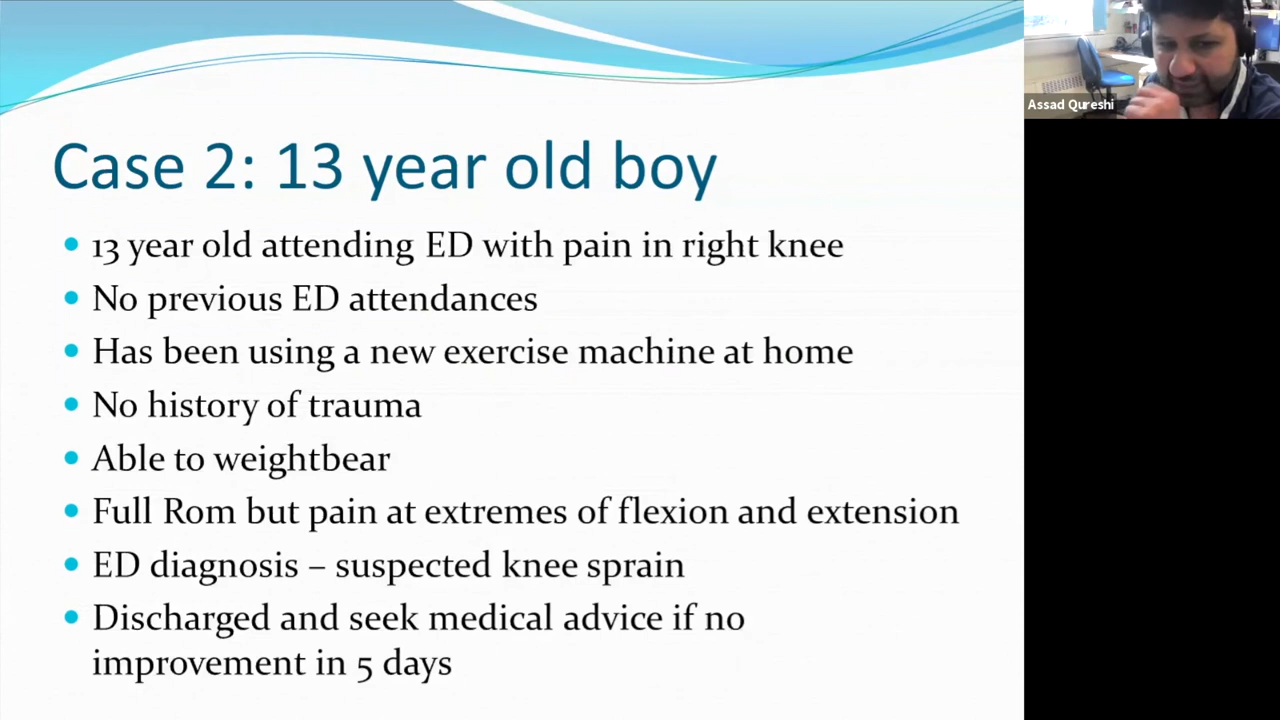 Assad Qureshi
Case 2: 13 year old boy
13 year old attending ED with pain in right knee
No previous ED attendances
Has been using a new exercise machine at home
No history of trauma
Able to weightbear
Full Rom but pain at extremes of flexion and extension
ED diagnosis – suspected knee sprain
Discharged and seek medical advice if no
improvement in 5 days